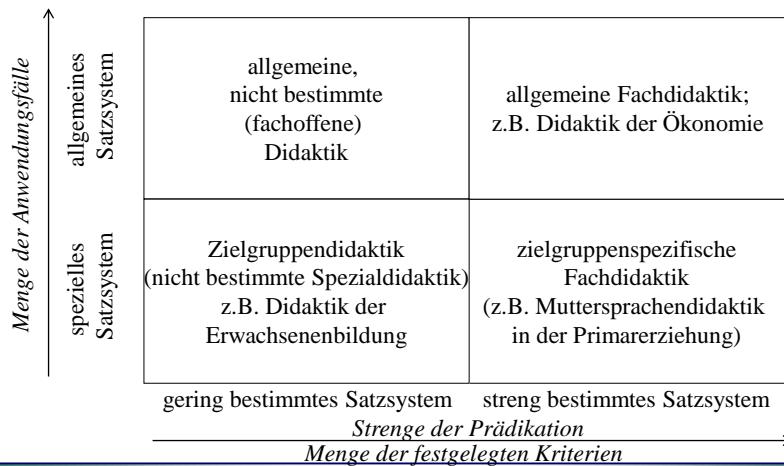 Menge der Anwendungsfälle
allgemeines
Satzsystem
allgemeine,
nicht bestimmte
(fachoffene)
Didaktik
allgemeine Fachdidaktik;
z.B. Didaktik der Ökonomie
spezielles
Satzsystem
Zielgruppendidaktik
(nicht bestimmte Spezialdidaktik)
z.B. Didaktik der
Erwachsenenbildung
zielgruppenspezifische
Fachdidaktik
(z.B. Muttersprachendidaktik
in der Primarerziehung)
gering bestimmtes Satzsystem
streng bestimmtes Satzsystem
Strenge der Prädikation
Menge der festgelegten Kriterien